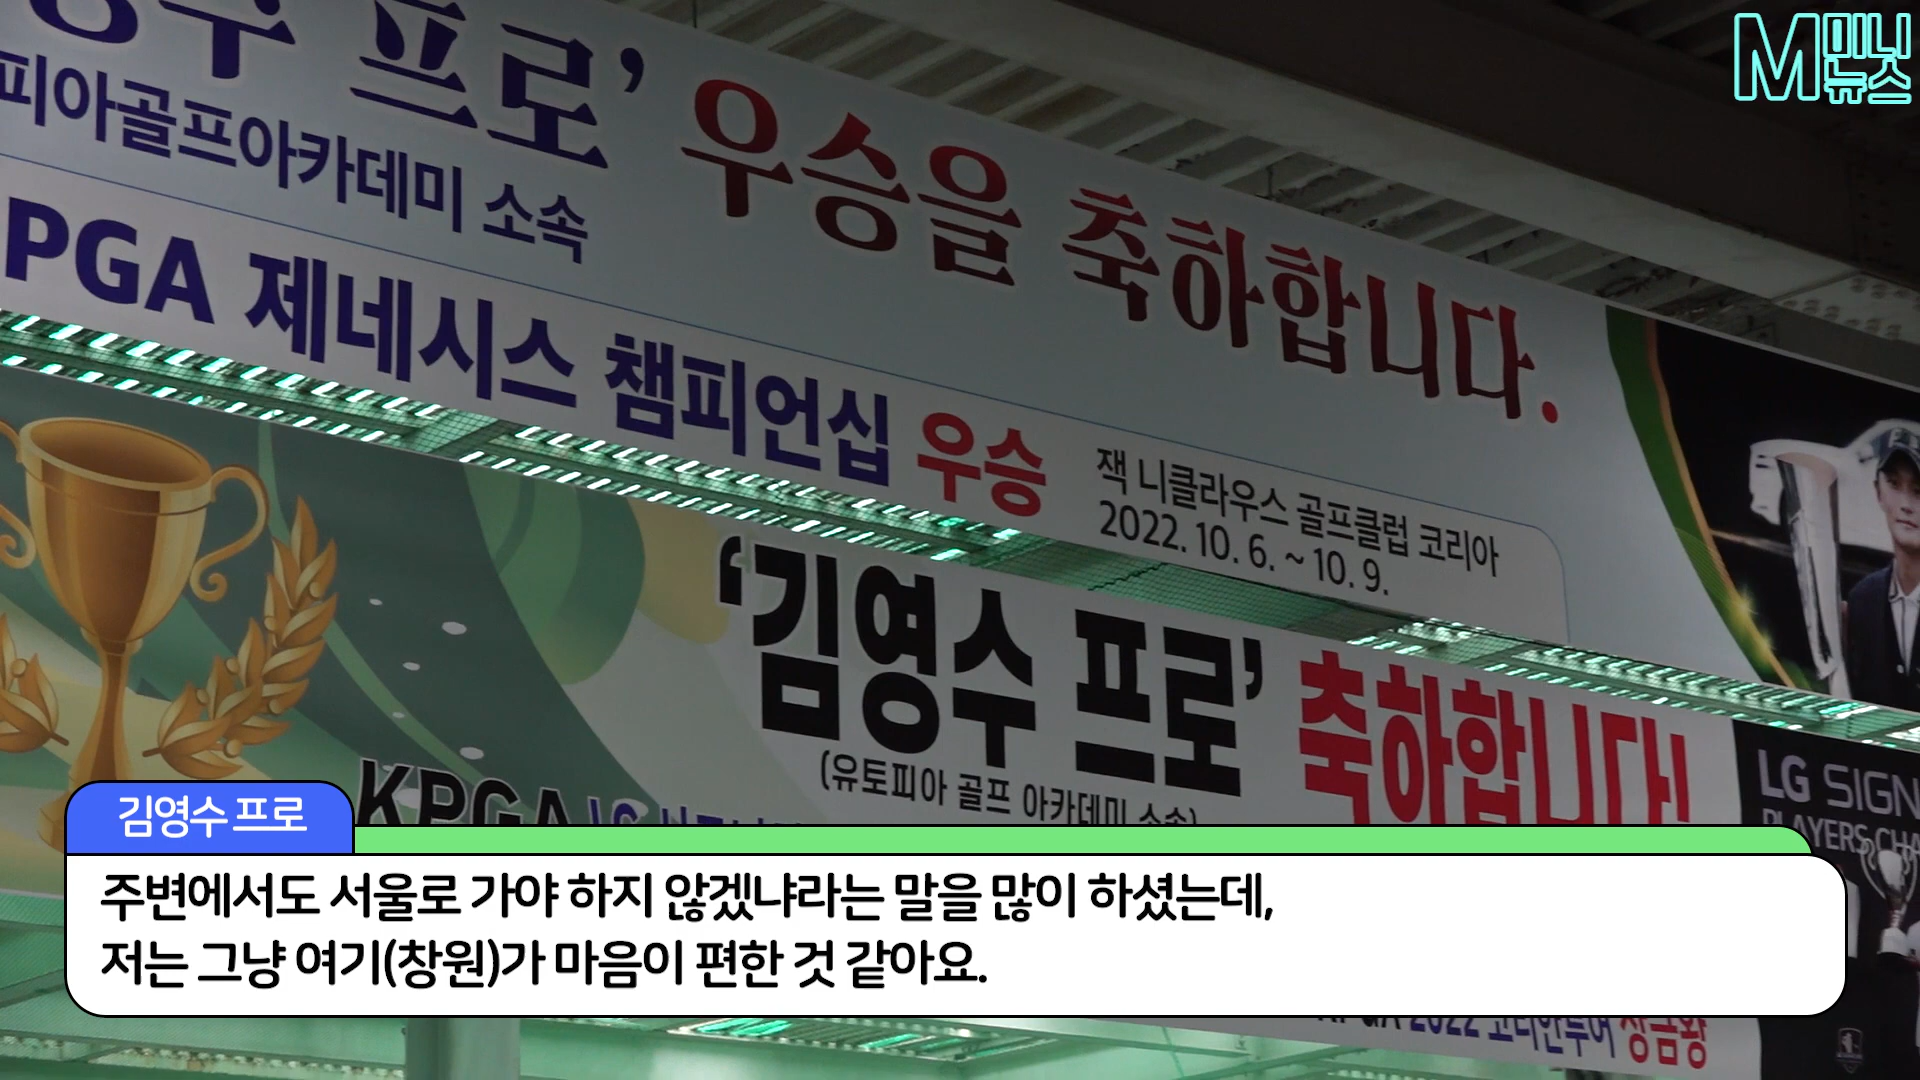 M 미니
뉴스
프로’ 우승을 축하합니다.
피아골프아카데미 소속
PGA 제네시스 챔피언십 우승
잭 니클라우스 골프클럽 코리아
2022. 10. 6. ~ 10. 9.
‘김영수 프로’ 축하합니다!
(유토피아 골프 아카데미 소속)
KPGA
LG SIGN
PLAYERS CHA
김영수 프로
주변에서도 서울로 가야 하지 않겠냐라는 말을 많이 하셨는데,
저는 그냥 여기(창원)가 마음이 편한 것 같아요.
KPGA 2022 코리안투어 상금왕